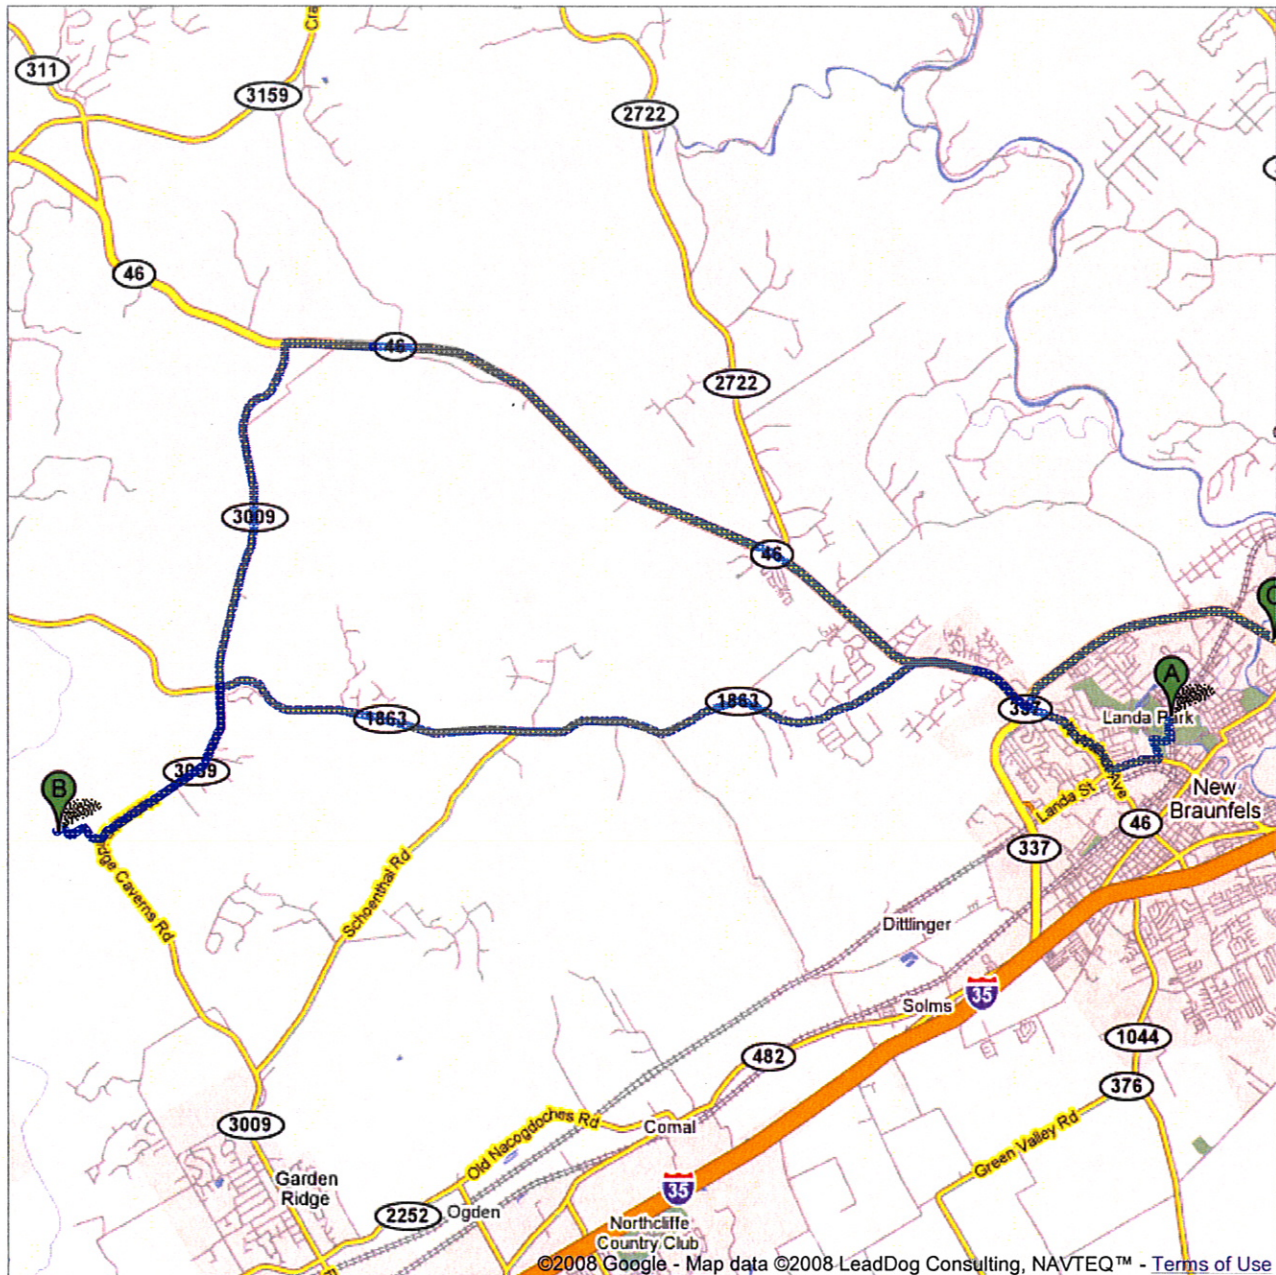 Cra
311
3159
2722
46
46
2722
3009
46
C
A
1863
1863
337
Landa Park
3009
B
Ave
New
Braunfels
Landa St
46
337
idge Caverns Rd
Schoenthal Rd
Dittlinger
35
Solms
1044
482
376
3009
Old Nacogdoches Rd
Comal
Green Valley Rd
Garden
Ridge
35
2252
Ogden
Northcliffe
Country Club
©2008 Google - Map data ©2008 LeadDog Consulting, NAVTEQ™ - Terms of Use